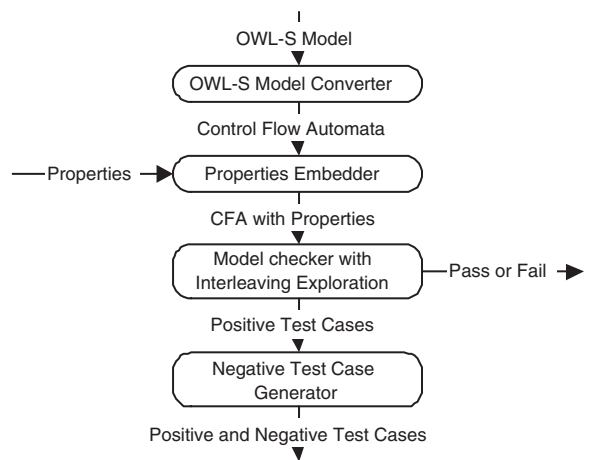 OWL-S Model
OWL-S Model Converter
Control Flow Automata
Properties
Properties Embedder
CFA with Properties
Model checker with
Interleaving Exploration
Pass or Fail
Positive Test Cases
Negative Test Case
Generator
Positive and Negative Test Cases